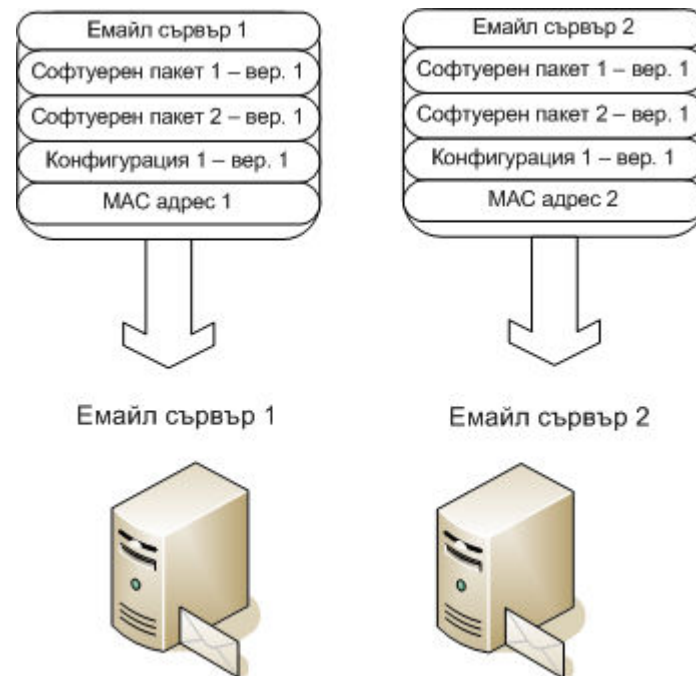 Емайл сървър 1
Софтуерен пакет 1 – вер. 1
Софтуерен пакет 2 – вер. 1
Конфигурация 1 – вер. 1
МАС адрес 1
Емайл сървър 2
Софтуерен пакет 1 – вер. 1
Софтуерен пакет 2 – вер. 1
Конфигурация 1 – вер. 1
МАС адрес 2
Емайл сървър 1
Емайл сървър 2